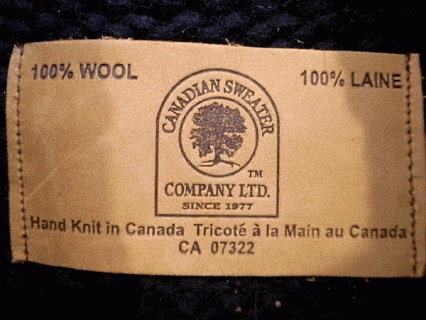 100% WOOL 100% LAINE
CANADIAN SWEATER
TM
COMPANY LTD.
SINCE 1977
Hand Knit in Canada Tricoté à la Main au Canada
CA 07322